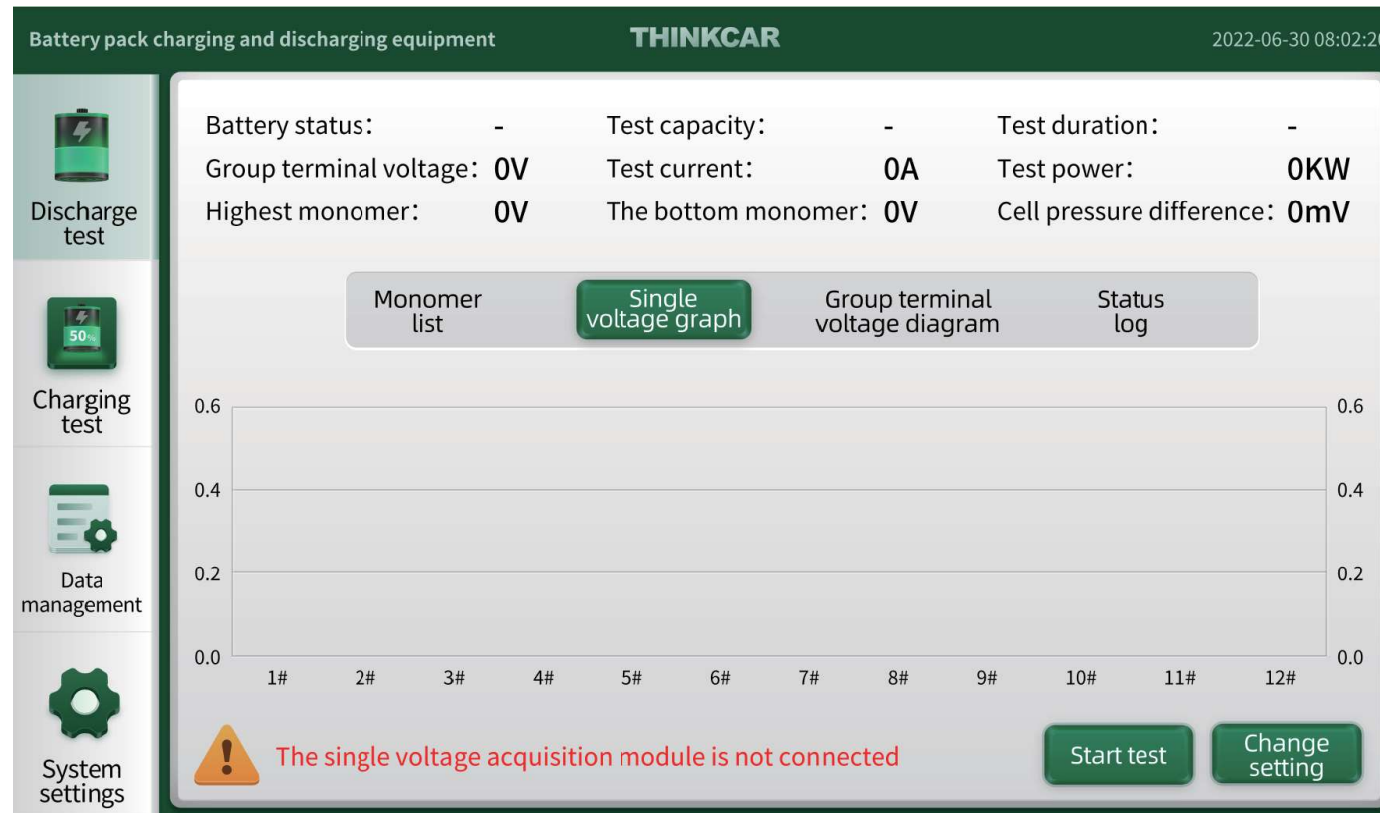 Battery pack charging and discharging equipment
THINKCAR
2022-06-30 08:02:2
Discharge
test
50%
Charging
test
Data
management
System
settings
Battery status: -
Test capacity: -
Test duration: -
Group terminal voltage: 0V
Test current: 0A
Test power: 0KW
Highest monomer: 0V
The bottom monomer: 0V
Cell pressure difference: 0mV
Monomer
list
Single
voltage graph
Group terminal
voltage diagram
Status
log
0.6
0.6
0.4
0.4
0.2
0.2
0.0
0.0
1# 2# 3# 4# 5# 6# 7# 8# 9# 10# 11# 12#
The single voltage acquisition module is not connected
Start test
Change
setting